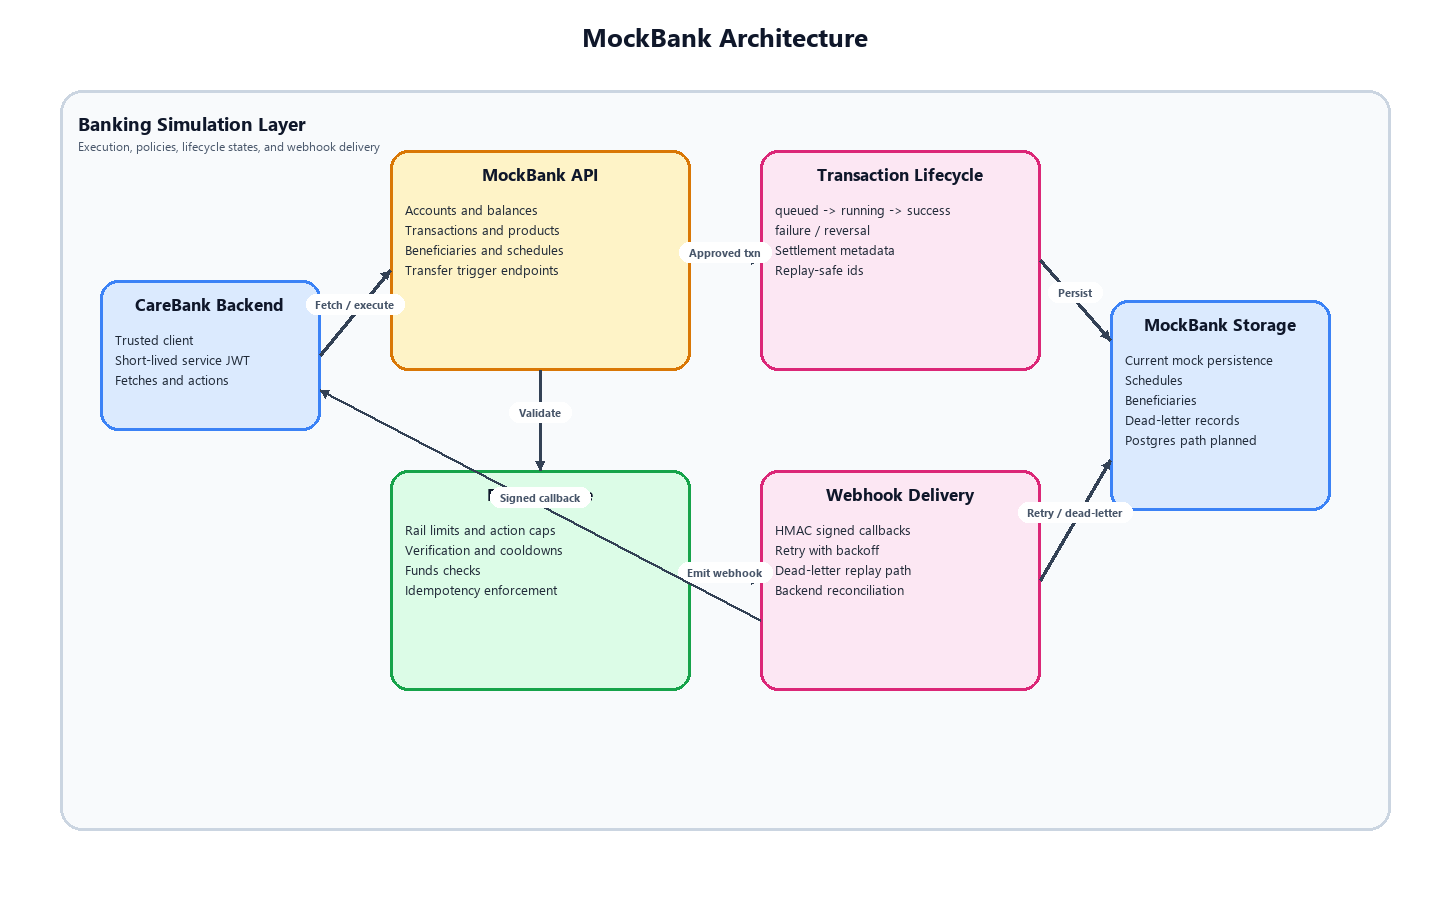 MockBank Architecture
Banking Simulation Layer
Execution, policies, lifecycle states, and webhook delivery
MockBank API
Accounts and balances
Transactions and products
Beneficiaries and schedules
Transfer trigger endpoints
Transaction Lifecycle
queued -> running -> success
failure / reversal
Settlement metadata
Replay-safe ids
Approved txn
CareBank Backend
Trusted client
Short-lived service JWT
Fetches and actions
Fetch / execute
Persist
MockBank Storage
Current mock persistence
Schedules
Beneficiaries
Dead-letter records
Postgres path planned
Validate
Signed callback
Rail limits and action caps
Verification and cooldowns
Funds checks
Idempotency enforcement
Emit webhook
Webhook Delivery
HMAC signed callbacks
Retry with backoff
Dead-letter replay path
Backend reconciliation
Retry / dead-letter